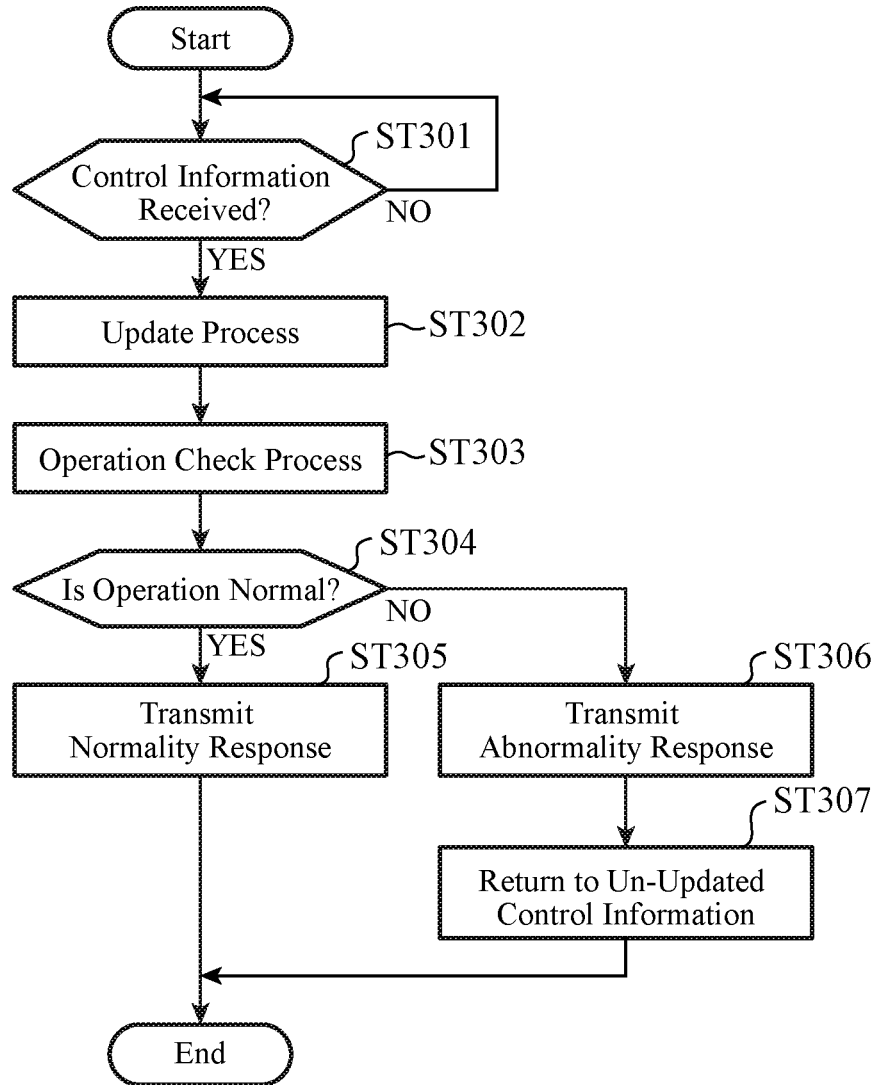 Start
ST301
Control Information
Received?
NO
YES
Update Process
ST302
Operation Check Process
ST303
ST304
Is Operation Normal?
NO
YES
ST305
Transmit
Normality Response
ST306
Transmit
Abnormality Response
ST307
Return to Un-Updated
Control Information
End